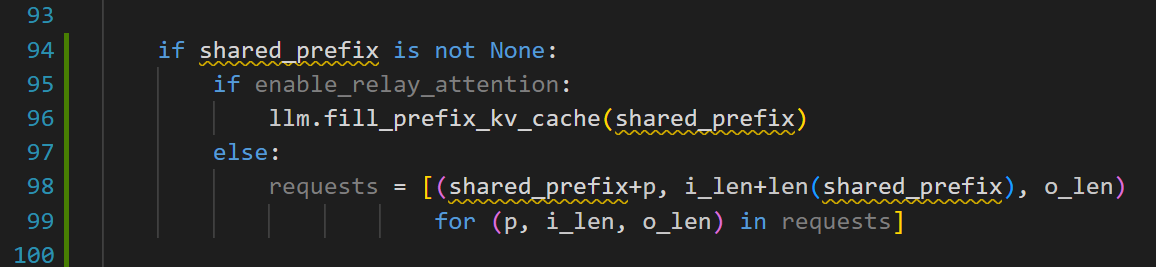 93
94 if shared_prefix is not None:
95 if enable_relay_attention:
96 llm.fill_prefix_kv_cache(shared_prefix)
97 else:
98 requests = [(shared_prefix+p, i_len+len(shared_prefix), o_len)
99 for (p, i_len, o_len) in requests]
100